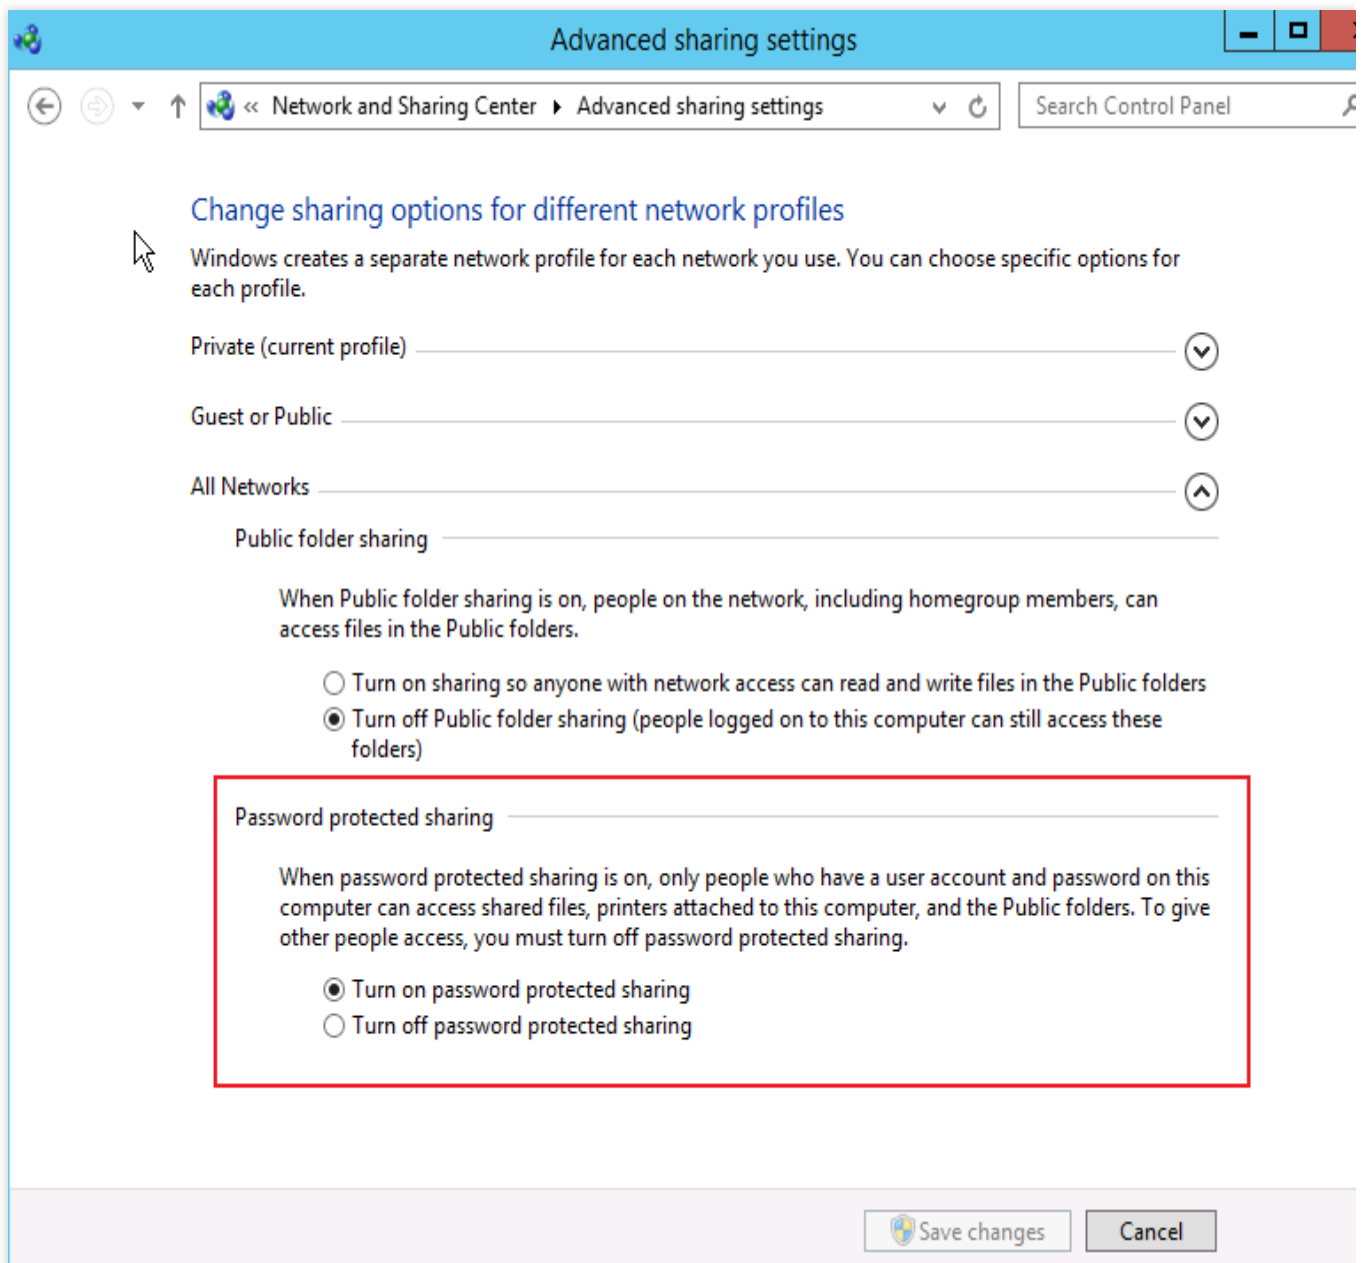 Advanced sharing settings
« Network and Sharing Center Advanced sharing settings
Search Control Panel
Change sharing options for different network profiles
Windows creates a separate network profile for each network you use. You can choose specific options for
each profile.
Private (current profile)
Guest or Public
All Networks
Public folder sharing
When Public folder sharing is on, people on the network, including homegroup members, can
access files in the Public folders.
Turn on sharing so anyone with network access can read and write files in the Public folders
Turn off Public folder sharing (people logged on to this computer can still access these
folders)
Password protected sharing
When password protected sharing is on, only people who have a user account and password on this
computer can access shared files, printers attached to this computer, and the Public folders. To give
other people access, you must turn off password protected sharing.
Turn on password protected sharing
Turn off password protected sharing
Save changes
Cancel